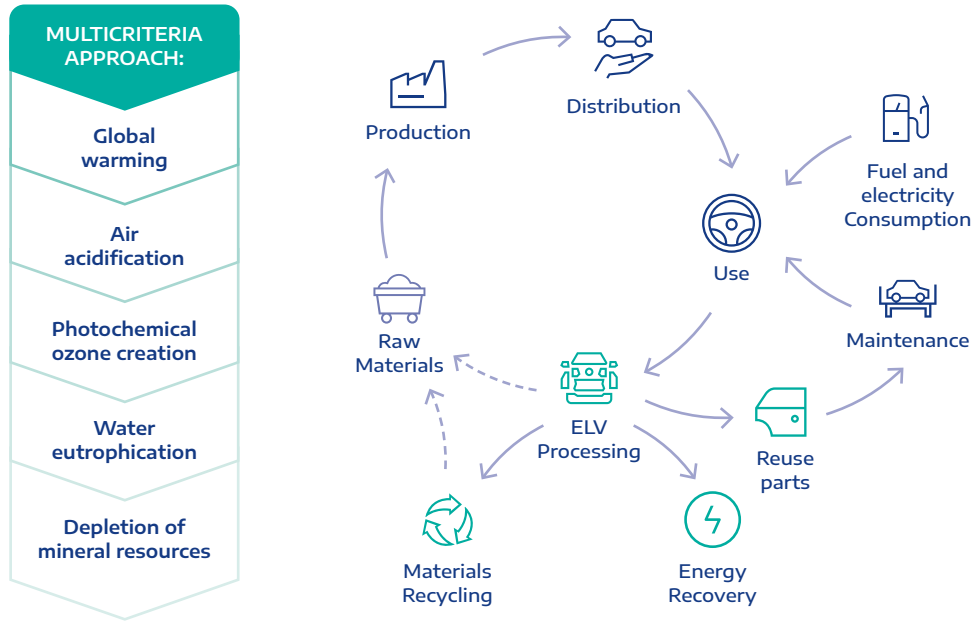 MULTICRITERIA
APPROACH:
Global
warming
Air
acidification
Photochemical
ozone creation
Water
eutrophication
Depletion of
mineral resources
Production
Distribution
Fuel and
electricity
Consumption
Use
Maintenance
Raw
Materials
ELV
Processing
Reuse
parts
Materials
Recycling
Energy
Recovery